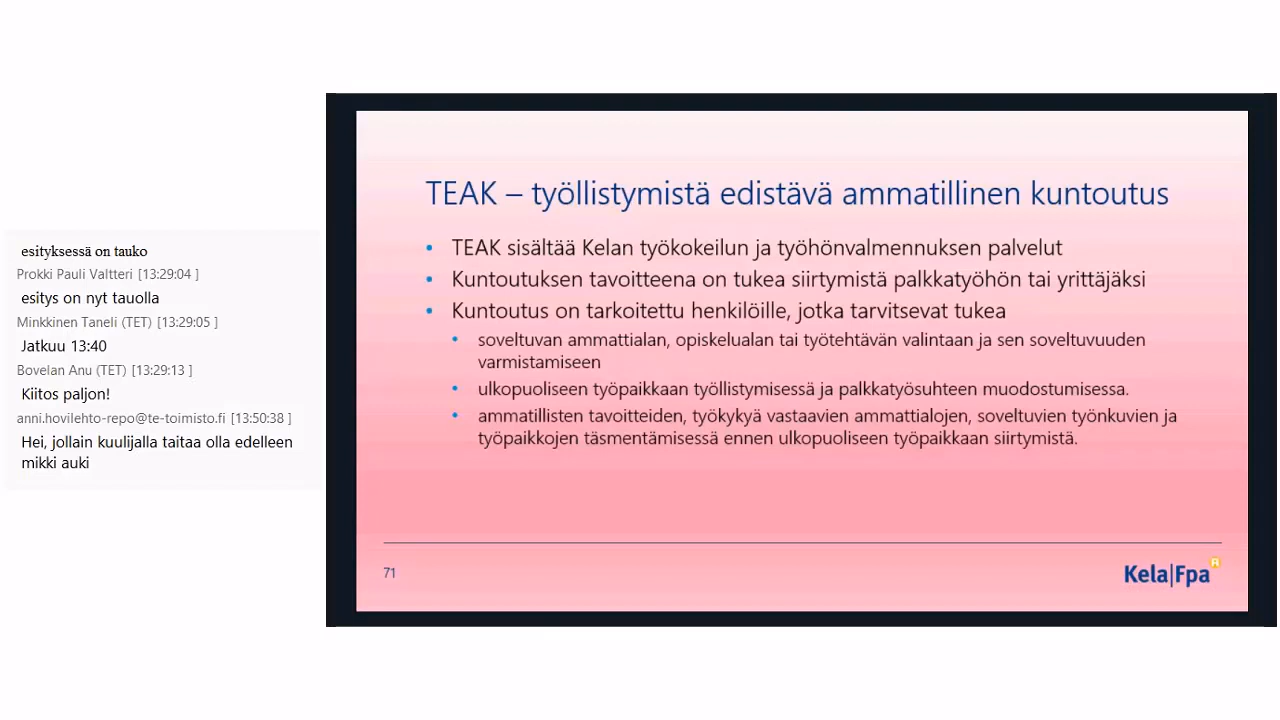 esityksessä on tauko
Prokki Pauli Valtteri [13:29:04 ]
esitys on nyt tauolla
Minkkinen Taneli (TET) [13:29:05 ]
Jatkuu 13:40
Bovelan Anu (TET) [13:29:13 ]
Kiitos paljon!
anni.hovilehto-repo@te-toimisto.fi [13:50:38 ]
Hei, jollain kuulijalla taitaa olla edelleen
mikki auki
TEAK – työllistymistä edistävä ammatillinen kuntoutus
• TEAK sisältää Kelan työkokeilun ja työhönvalmennuksen palvelut
• Kuntoutuksen tavoitteena on tukea siirtymistä palkkatyöhön tai yrittäjäksi
• Kuntoutus on tarkoitettu henkilöille, jotka tarvitsevat tukea
• soveltuvan ammattialan, opiskelualan tai työtehtävän valintaan ja sen soveltuvuuden
varmistamiseen
• ulkopuoliseen työpaikkaan työllistymisessä ja palkkatyösuhteen muodostumisessa.
• ammatillisten tavoitteiden, työkykyä vastaavien ammattialojen, soveltuvien työnkuvien ja
työpaikkojen täsmentämisessä ennen ulkopuoliseen työpaikkaan siirtymistä.
71
Kela|Fpa
R